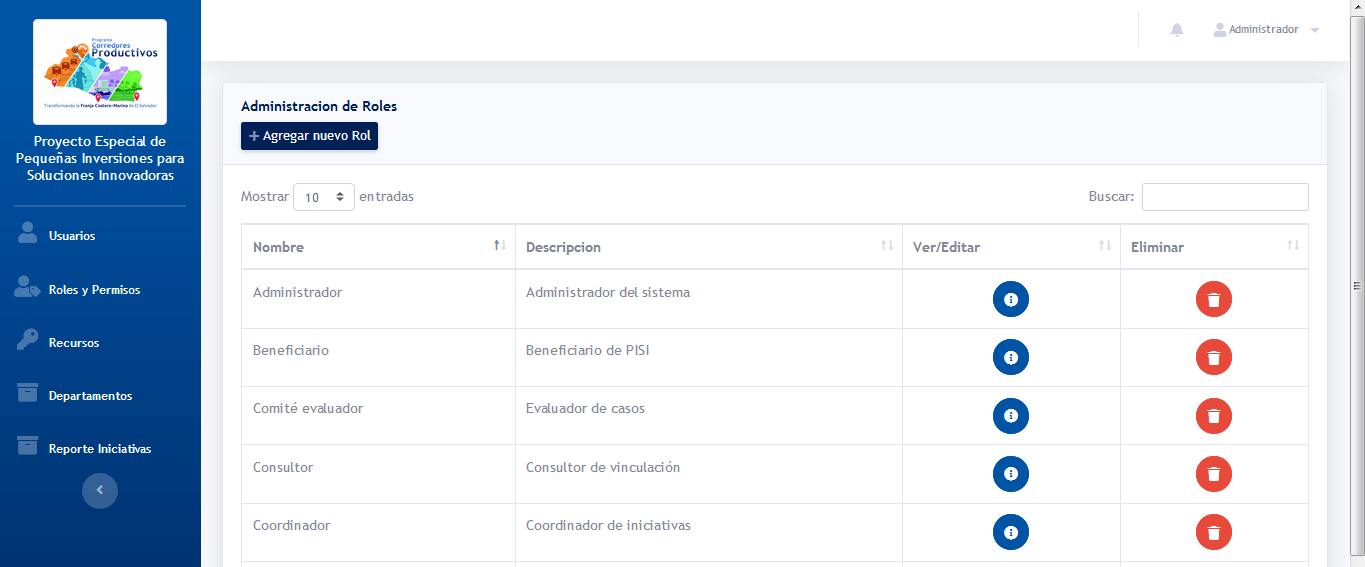 Programa
Corredores
Productivos
Transformando la Franja Costero-Marina de El Salvador
Proyecto Especial de
Pequeñas Inversiones para
Soluciones Innovadoras
Usuarios
Roles y Permisos
Recursos
Departamentos
Reporte Iniciativas
Administrador
Administracion de Roles
+ Agregar nuevo Rol
Mostrar 10 entradas Buscar:
Nombre Descripcion Ver/Editar Eliminar
Administrador Administrador del sistema
Beneficiario Beneficiario de PISI
Comité evaluador Evaluador de casos
Consultor Consultor de vinculación
Coordinador Coordinador de iniciativas